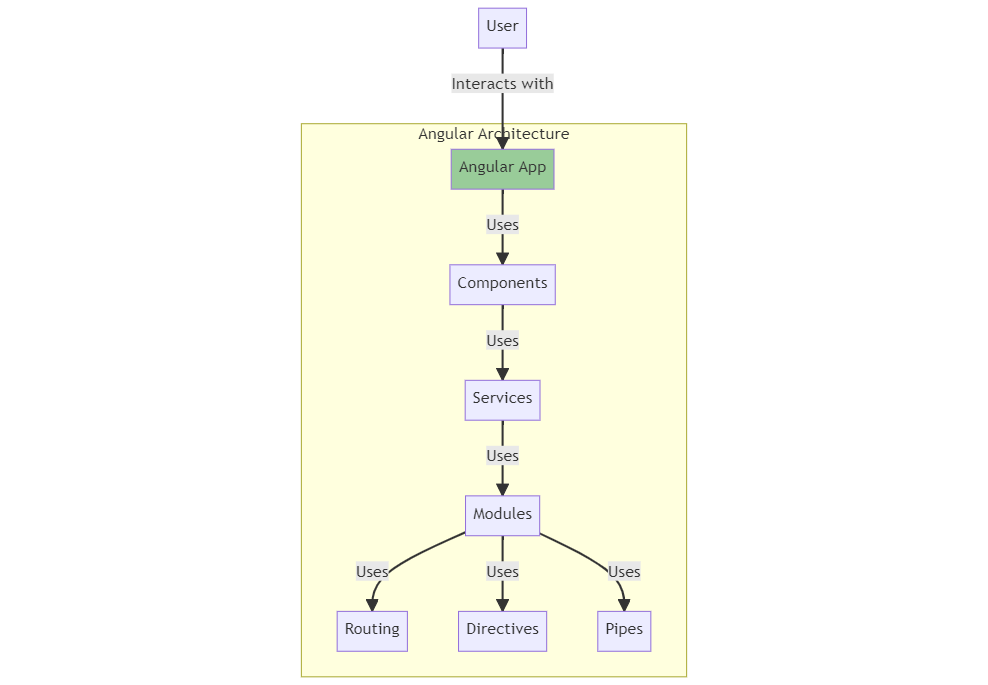 User
Interacts with
Angular Architecture
Angular App
Uses
Components
Uses
Services
Uses
Modules
Uses
Uses
Uses
Routing
Directives
Pipes